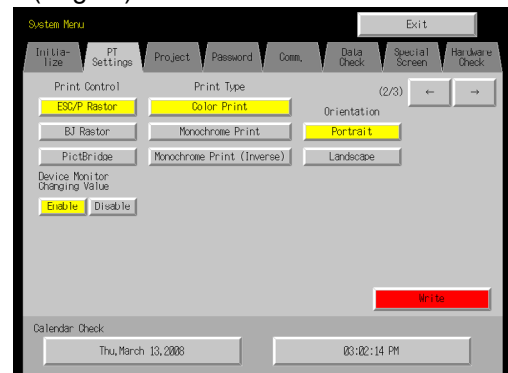 System Menu
Exit
Initia-
lize
PT
Settings
Project
Password
Comm.
Data
Check
Special
Screen
Hardware
Check
Print Control
Print Type
(2/3)
←
→
Orientation
ESC/P Rastor
Color Print
Portrait
BJ Rastor
Monochrome Print
Landscape
PictBridge
Monochrome Print (Inverse)
Device Monitor
Changing Value
Enable
Disable
Write
Calendar Check
Thu,March 13,2008
03:02:14 PM